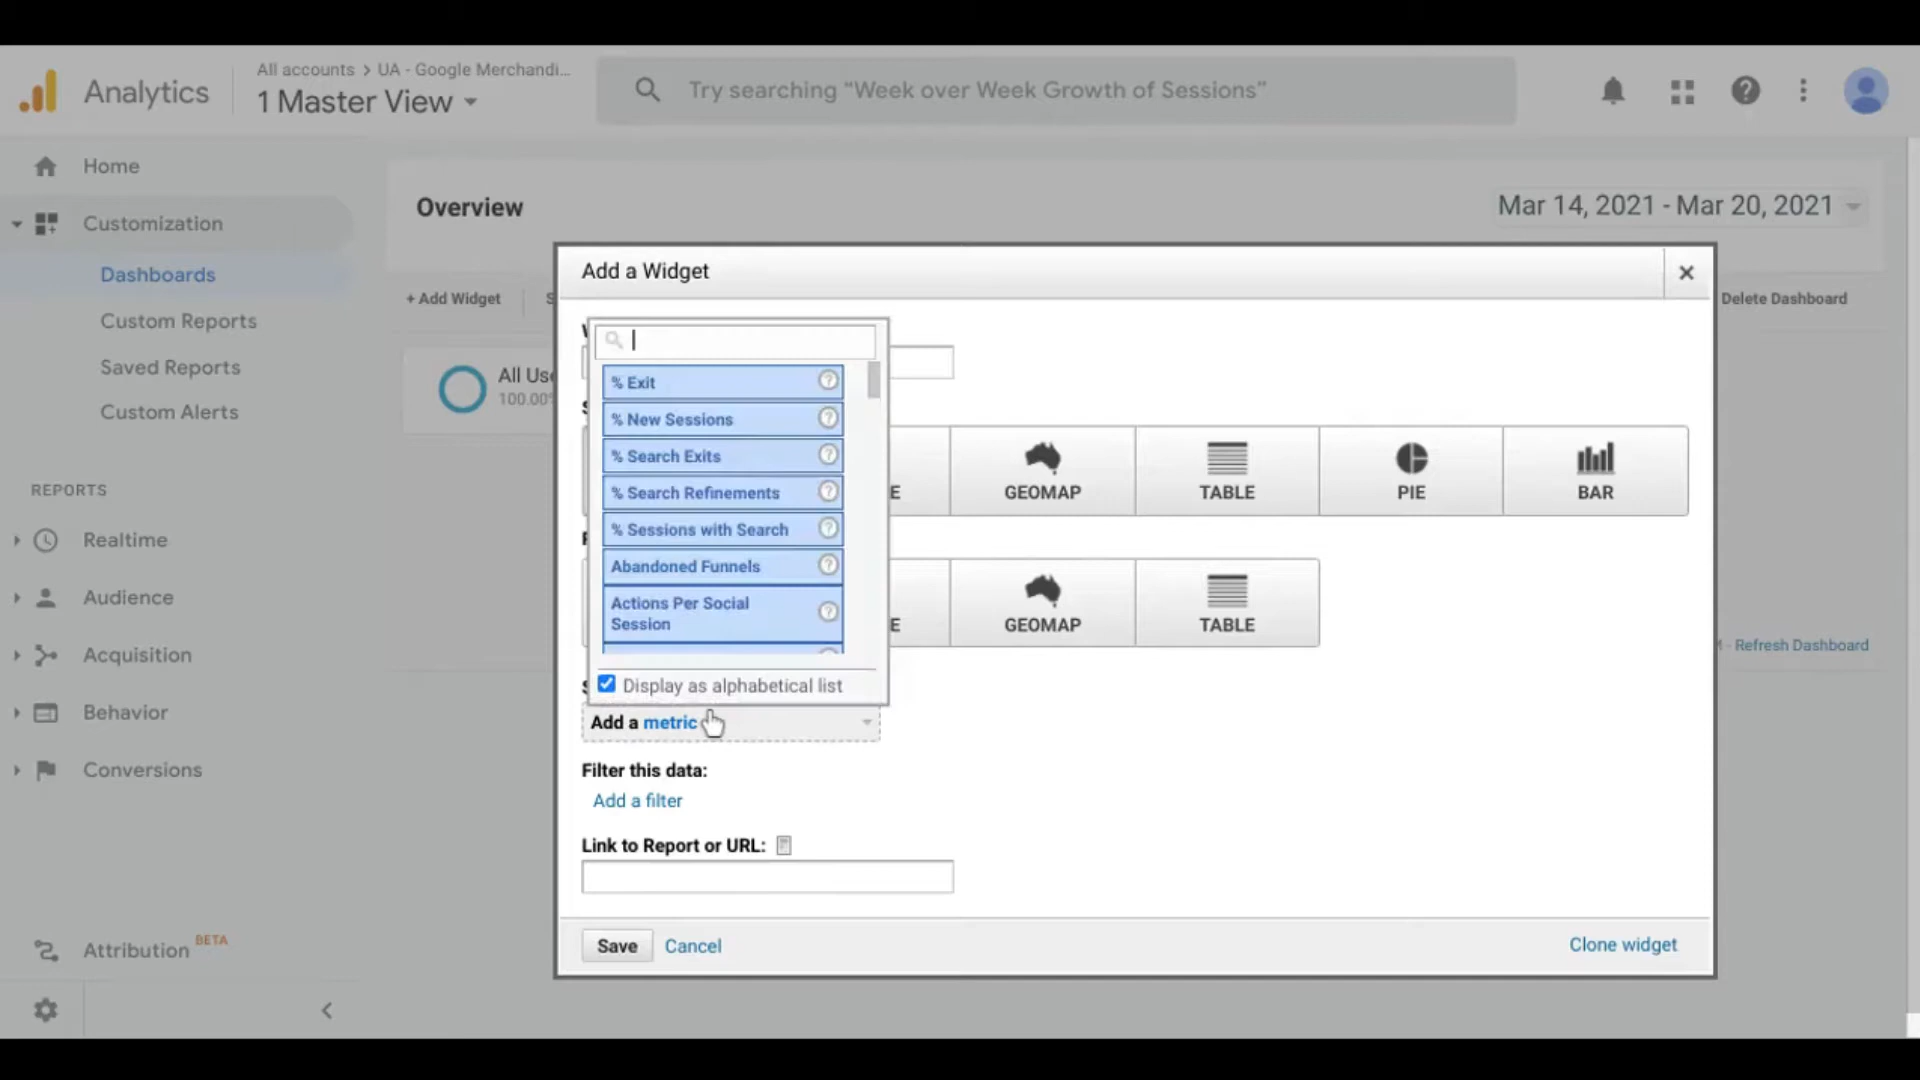 Analytics
All accounts > UA - Google Merchandi...
1 Master View
Try searching “Week over Week Growth of Sessions”
Home
Customization
Dashboards
Custom Reports
Saved Reports
Custom Alerts
REPORTS
Realtime
Audience
Acquisition
Behavior
Conversions
Attribution BETA
Overview
Mar 14, 2021 - Mar 20, 2021
+ Add Widget
Delete Dashboard
All Use
100.00%
Refresh Dashboard
Add a Widget
% Exit
% New Sessions
% Search Exits
% Search Refinements
% Sessions with Search
Abandoned Funnels
Actions Per Social
Session
Display as alphabetical list
E GEOMAP TABLE PIE BAR
E GEOMAP TABLE
Add a metric
Filter this data:
Add a filter
Link to Report or URL:
Save Cancel Clone widget